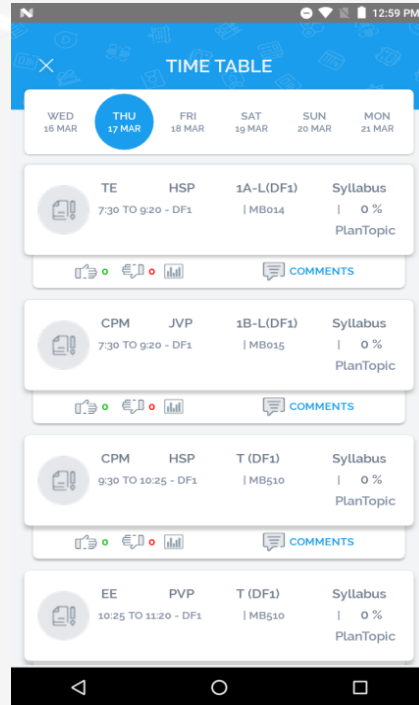 12:59 PM
TIME TABLE
WED THU FRI SAT SUN MON
16 MAR 17 MAR 18 MAR 19 MAR 20 MAR 21 MAR
TE HSP 1A-L(DF1) Syllabus
7:30 TO 9:20 - DF1 | MB014 | 0 %
PlanTopic
0 0 COMMENTS
CPM JVP 1B-L(DF1) Syllabus
7:30 TO 9:20 - DF1 | MB015 | 0 %
PlanTopic
0 0 COMMENTS
CPM HSP T (DF1) Syllabus
9:30 TO 10:25 - DF1 | MB510 | 0 %
PlanTopic
0 0 COMMENTS
EE PVP T (DF1) Syllabus
10:25 TO 11:20 - DF1 | MB510 | 0 %
PlanTopic